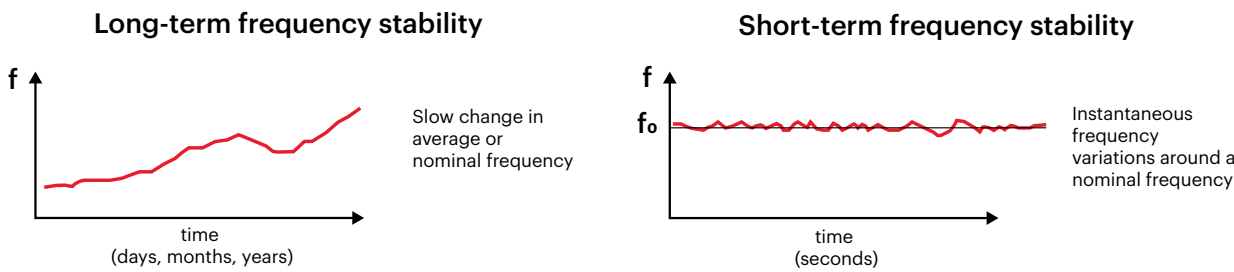 Long-term frequency stability
f
Slow change in
average or
nominal frequency
time
(days, months, years)
Short-term frequency stability
f
fo
Instantaneous
frequency
variations around a
nominal frequency
time
(seconds)